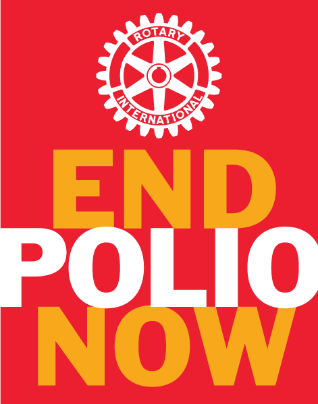 ROTARY
INTERNATIONAL
END
POLIO
NOW